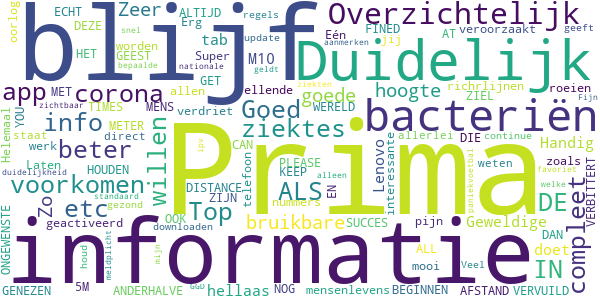 blijf
Overzichtelijk
ECHT
Zeer
ALTIJD
regels
oorlog
DEZE
Erg
Eén
FINED
AT
veroorzaakt
HET
worden
tab
Super
update
aanmerken
jij
geeft
snel
GEEST
M10
nationale
geldt
Duidelijk
bepaalde
GET
ellende
ziekten
Fijn
zichtbaar
MET
allen
WERELD
richrlijnen
ZIEL
roeien
app
corona
goede
hoogte
bacteriën
YOU
TIMES
MENS
verdriet
info
Goed
ziektes
Helemaal
METER
allerlei
DIE
Handig
staat
direct
CAN
PLEASE
Lenovo
interessante
zoals
beter
willen
Prima
Laten
werk
telefoon
KEEP
continue
VERBITTERT
duidelijkheid
HOUDEN
DISTANCE
ipv
alleen
EN
weten
favoriet
voorkomen
ALS
compleet
Zo
etc
standaard
gezond
ZIJN
numbers
paniekvoetbal
welke
DE
ONGEWENSTE
geactiveerd
Top
OOK
bruikbare
SUCCES
pijn
Geweldige
DAN
downloaden
ALL
mooi
doet
informatie
meldplicht
mijn
Veel
IN
houd
GGD
GENEZEN
5M
ANDERHALVE
hellaas
NOG
mensenlevens
BEGINNEN
AFSTAND
VERVUILD